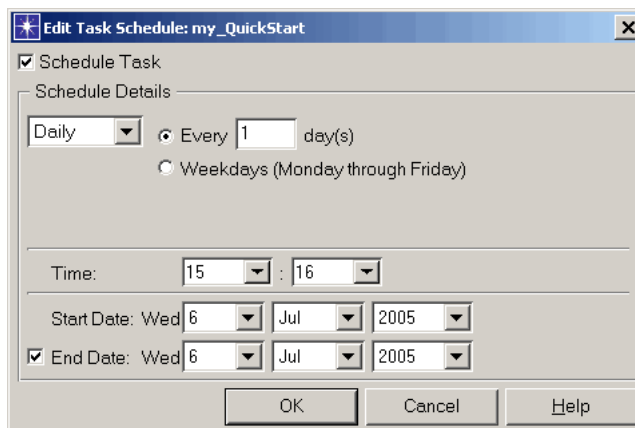 Edit Task Schedule: my_QuickStart
Schedule Task
Schedule Details
Daily Every 1 day(s)
Weekdays (Monday through Friday)
Time: 15 : 16
Start Date: Wed 6 Jul 2005
End Date: Wed 6 Jul 2005
OK Cancel Help